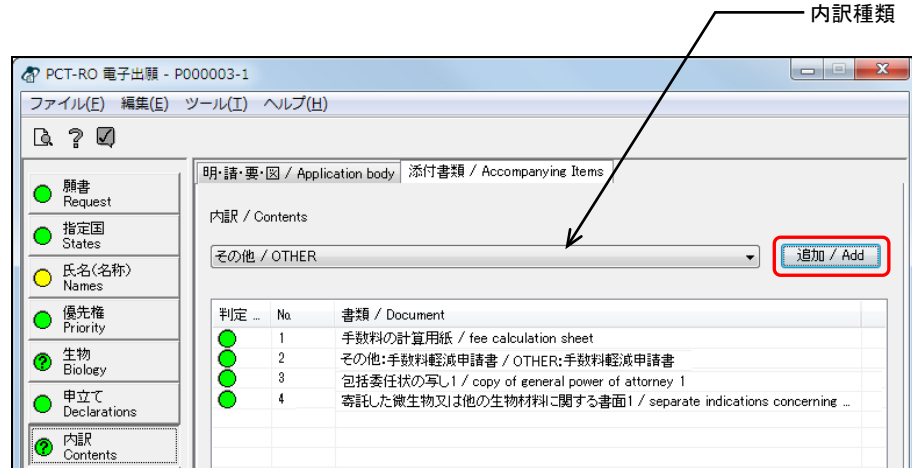 内訳種類
PCT-RO 電子出願 - P000003-1
ファイル(F) 編集(E) ツール(T) ヘルプ(H)
願書
Request
指定国
States
氏名(名称)
Names
優先権
Priority
生物
Biology
申立て
Declarations
内訳
Contents
明・請・要・図 / Application body 添付書類 / Accompanying Items
内訳 / Contents
その他 / OTHER 追加 / Add
判定 ... No. 書類 / Document
1 手数料の計算用紙 / fee calculation sheet
2 その他:手数料軽減申請書 / OTHER:手数料軽減申請書
3 包括委任状の写し1 / copy of general power of attorney 1
4 寄託した微生物又は他の生物材料に関する書面1 / separate indications concerning ...